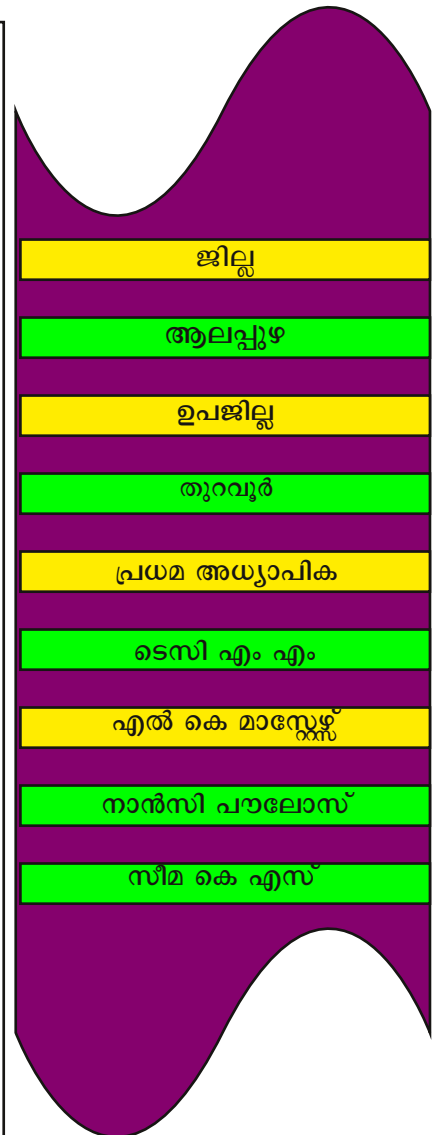 ജില്ല
ആലപ്പുഴ
ഉപജില്ല
തുറവൂർ
പ്രധമ അധ്യാപിക
ടെസി എം എം
എൽ കെ മാസ്റ്റേഴ്സ്
നാൻസി പൗലോസ്
സീമ കെ എസ്